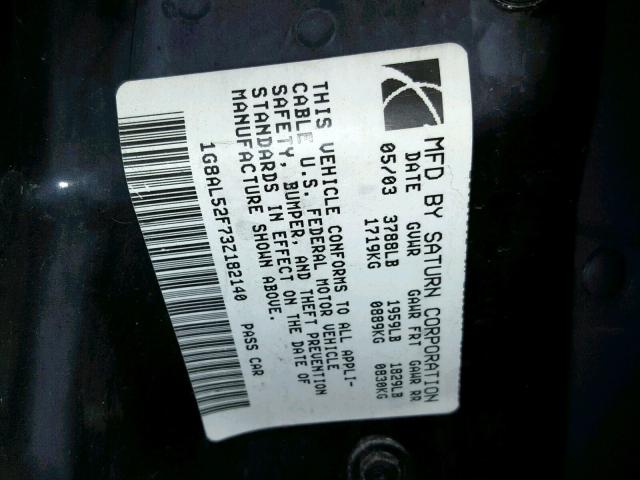 MFD BY SATURN CORPORATION
DATE GVWR GAWR FRT GAWR RR
05/03 3788LB 1959LB 1829LB
1719KG 0889KG 0830KG
THIS VEHICLE CONFORMS TO ALL APPLI-
CABLE U.S. FEDERAL MOTOR VEHICLE
SAFETY, BUMPER, AND THEFT PREVENTION
STANDARDS IN EFFECT ON THE DATE OF
MANUFACTURE SHOWN ABOVE.
1G8AL52F73Z182140 PASS CAR